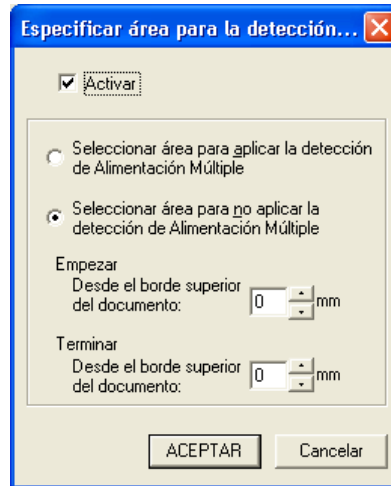 Especificar área para la detección...
Activar
Seleccionar área para aplicar la detección
de Alimentación Múltiple
Seleccionar área para no aplicar la
detección de Alimentación Múltiple
Empezar
Desde el borde superior
del documento: 0 mm
Terminar
Desde el borde superior
del documento: 0 mm
ACEPTAR Cancelar